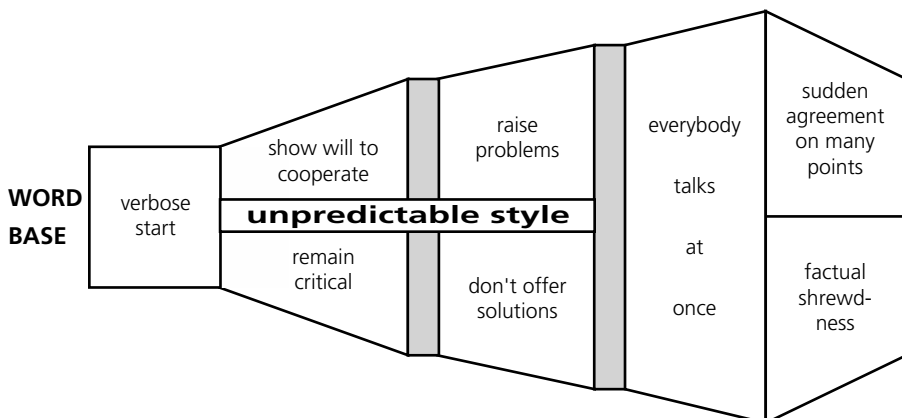 WORD
BASE
verbose
start
show will to
cooperate
unpredictable style
remain
critical
raise
problems
don't offer
solutions
everybody
talks
at
once
sudden
agreement
on many
points
factual
shrewd-
ness